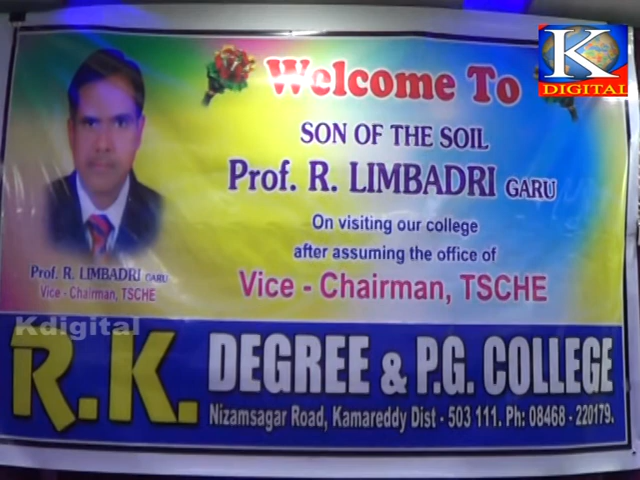 K
DIGITAL
Welcome To
SON OF THE SOIL
Prof. R. LIMBADRI GARU
On visiting our college
after assuming the office of
Vice - Chairman, TSCHE
Prof. R. LIMBADRI GARU
Vice - Chairman, TSCHE
Kdigital
R.K. DEGREE & P.G. COLLEGE
Nizamsagar Road, Kamareddy Dist - 503 111. Ph: 08468 - 220179.